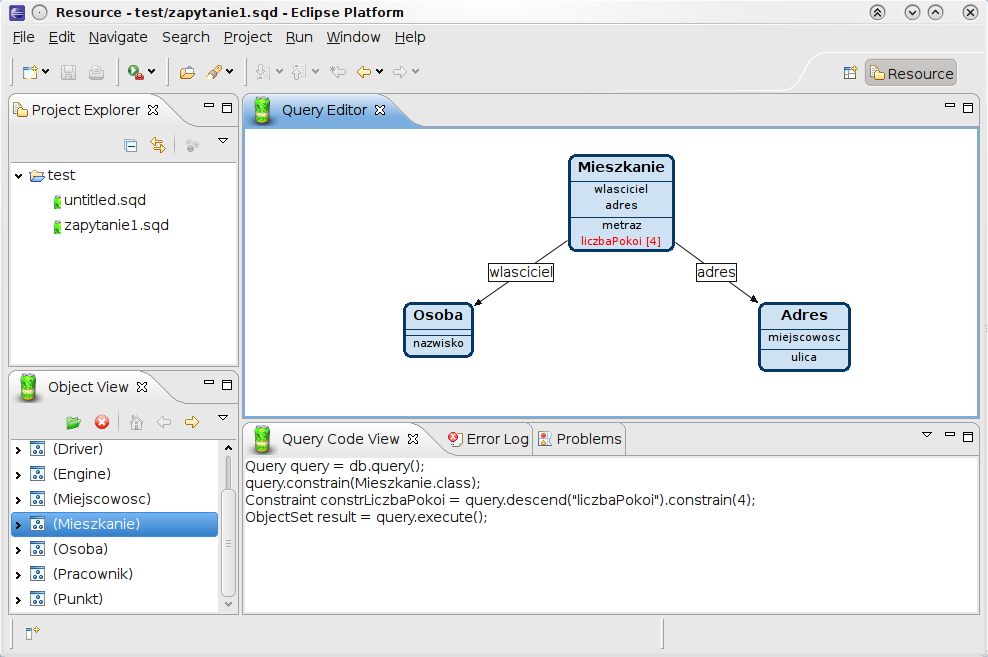 Resource - test/zapytanie1.sqd - Eclipse Platform
File Edit Navigate Search Project Run Window Help
Resource
Project Explorer
test
untitled.sqd
zapytanie1.sqd
Query Editor
Mieszkanie
wlasciciel
adres
metraz
liczbaPokoi [4]
wlasciciel
adres
Osoba
nazwisko
Adres
miejscowosc
ulica
Object View
(Driver)
(Engine)
(Miejscowosc)
(Mieszkanie)
(Osoba)
(Pracownik)
(Punkt)
Query Code View Error Log Problems
Query query = db.query();
query.constrain(Mieszkanie.class);
Constraint constrLiczbaPokoi = query.descend("liczbaPokoi").constrain(4);
ObjectSet result = query.execute();